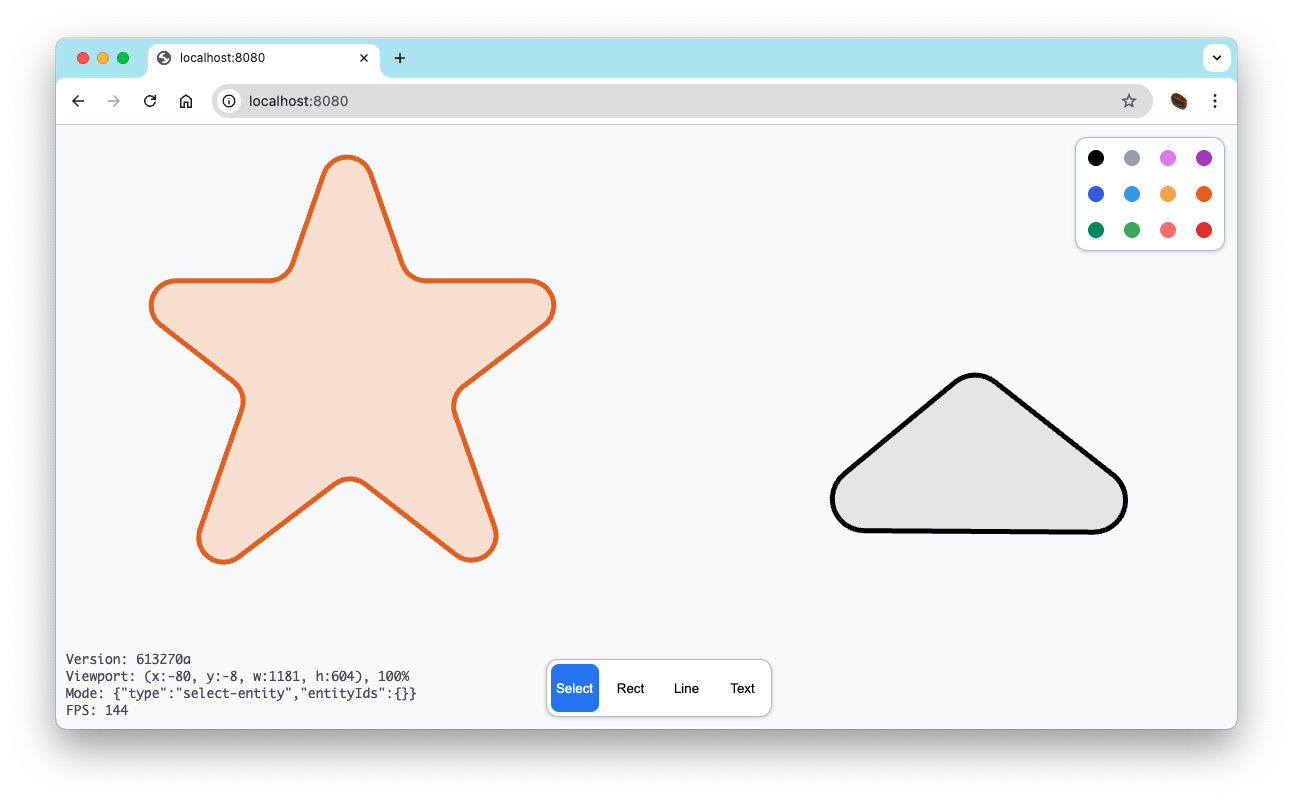 localhost:8080
localhost:8080
Version: 613270a
Viewport: (x:-80, y:-8, w:1181, h:604), 100%
Mode: {"type":"select-entity","entityIds":{}}
FPS: 144
Select Rect Line Text